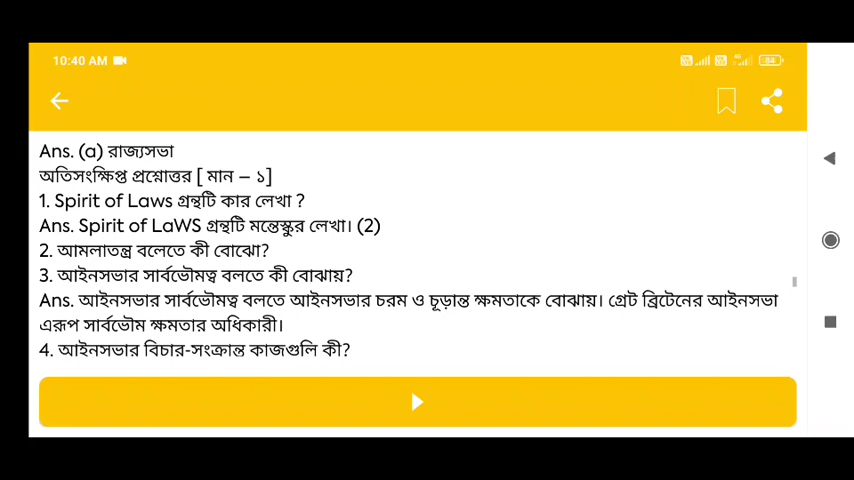 10:40 AM
84
Ans. (a) রাজ্যসভা
অতিসংক্ষিপ্ত প্রশ্নোত্তর [ মান – ১]
1. Spirit of Laws গ্রন্থটি কার লেখা ?
Ans. Spirit of LaWS গ্রন্থটি মন্তেস্কুর লেখা। (2)
2. আমলাতন্ত্র বলেতে কী বোঝো?
3. আইনসভার সার্বভৌমত্ব বলতে কী বোঝায়?
Ans. আইনসভার সার্বভৌমত্ব বলতে আইনসভার চরম ও চূড়ান্ত ক্ষমতাকে বোঝায়। গ্রেট ব্রিটেনের আইনসভা
এরূপ সার্বভৌম ক্ষমতার অধিকারী।
4. আইনসভার বিচার-সংক্রান্ত কাজগুলি কী?